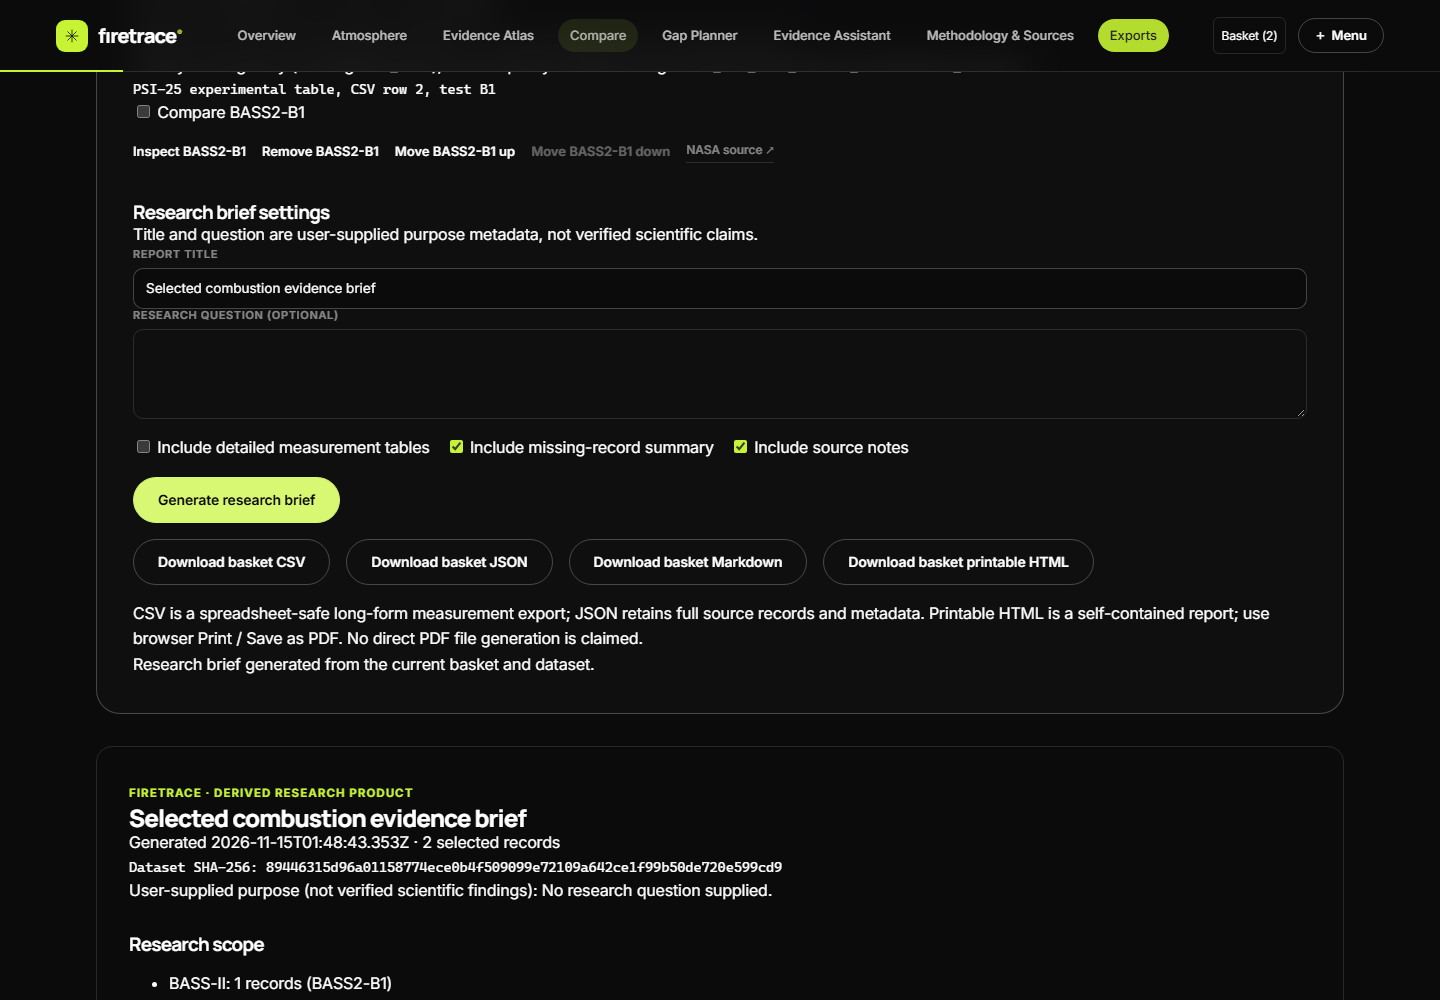 firetrace
Overview
Atmosphere
Evidence Atlas
Compare
Gap Planner
Evidence Assistant
Methodology & Sources
Exports
Basket (2)
+ Menu
PSI-25 experimental table, CSV row 2, test B1
Compare BASS2-B1
Inspect BASS2-B1 Remove BASS2-B1 Move BASS2-B1 up Move BASS2-B1 down NASA source ↗
Research brief settings
Title and question are user-supplied purpose metadata, not verified scientific claims.
REPORT TITLE
Selected combustion evidence brief
RESEARCH QUESTION (OPTIONAL)
Include detailed measurement tables Include missing-record summary Include source notes
Generate research brief
Download basket CSV Download basket JSON Download basket Markdown Download basket printable HTML
CSV is a spreadsheet-safe long-form measurement export; JSON retains full source records and metadata. Printable HTML is a self-contained report; use
browser Print / Save as PDF. No direct PDF file generation is claimed.
Research brief generated from the current basket and dataset.
FIRETRACE · DERIVED RESEARCH PRODUCT
Selected combustion evidence brief
Generated 2026-11-15T01:48:43.353Z · 2 selected records
Dataset SHA-256: 89446315d96a01158774ece0b4f509099e72109a642ce1f99b50de720e599cd9
User-supplied purpose (not verified scientific findings): No research question supplied.
Research scope
• BASS-II: 1 records (BASS2-B1)